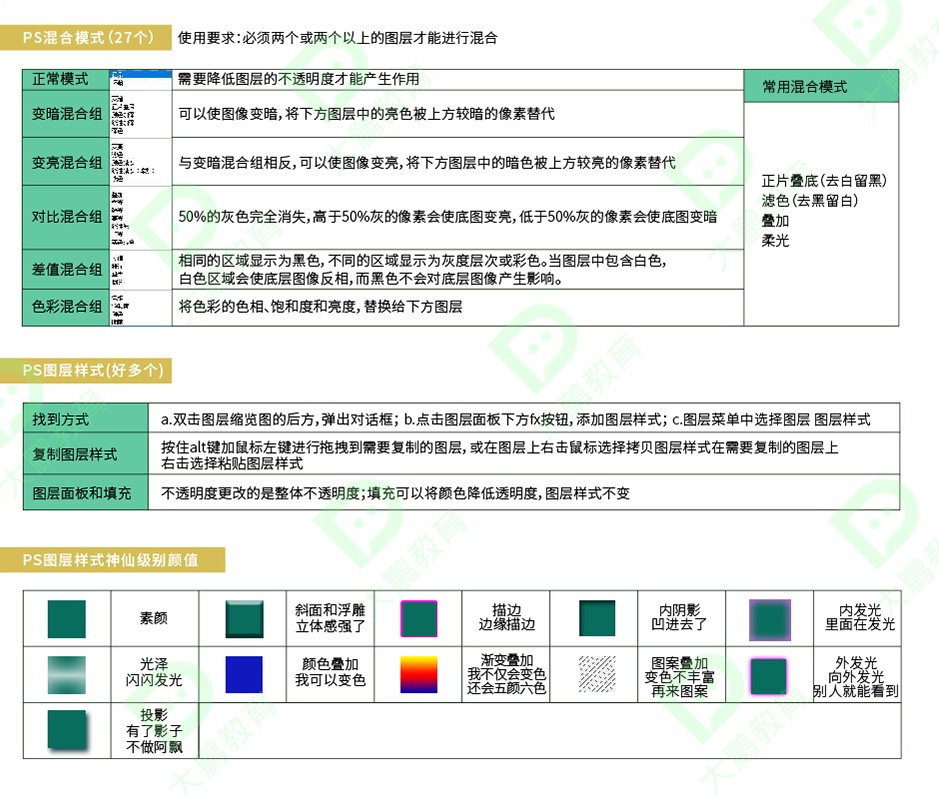 PS混合模式(27个)
使用要求:必须两个或两个以上的图层才能进行混合
正常模式
需要降低图层的不透明度才能产生作用
常用混合模式
变暗混合组
可以使图像变暗,将下方图层中的亮色被上方较暗的像素替代
变亮混合组
与变暗混合组相反,可以使图像变亮,将下方图层中的暗色被上方较亮的像素替代
正片叠底(去白留黑)
滤色(去黑留白)
叠加
柔光
对比混合组
50%的灰色完全消失,高于50%灰的像素会使底图变亮,低于50%灰的像素会使底图变暗
差值混合组
相同的区域显示为黑色,不同的区域显示为灰度层次或彩色。当图层中包含白色,
白色区域会使底层图像反相,而黑色不会对底层图像产生影响。
色彩混合组
将色彩的色相、饱和度和亮度,替换给下方图层
PS图层样式(好多个)
找到方式
a.双击图层缩览图的后方,弹出对话框; b.点击图层面板下方fx按钮,添加图层样式; c.图层菜单中选择图层 图层样式
复制图层样式
按住alt键加鼠标左键进行拖拽到需要复制的图层,或在图层上右击鼠标选择拷贝图层样式在需要复制的图层上
右击选择粘贴图层样式
图层面板和填充
不透明度更改的是整体不透明度;填充可以将颜色降低透明度,图层样式不变
PS图层样式神仙级别颜值
素颜
斜面和浮雕
立体感强了
描边
边缘描边
内阴影
凹进去了
内发光
里面在发光
光泽
闪闪发光
颜色叠加
我可以变色
渐变叠加
我不仅会变色
还会五颜六色
图案叠加
变色不丰富
再来图案
外发光
向外发光
别人就能看到
投影
有了影子
不做阿飘
大鹏教育